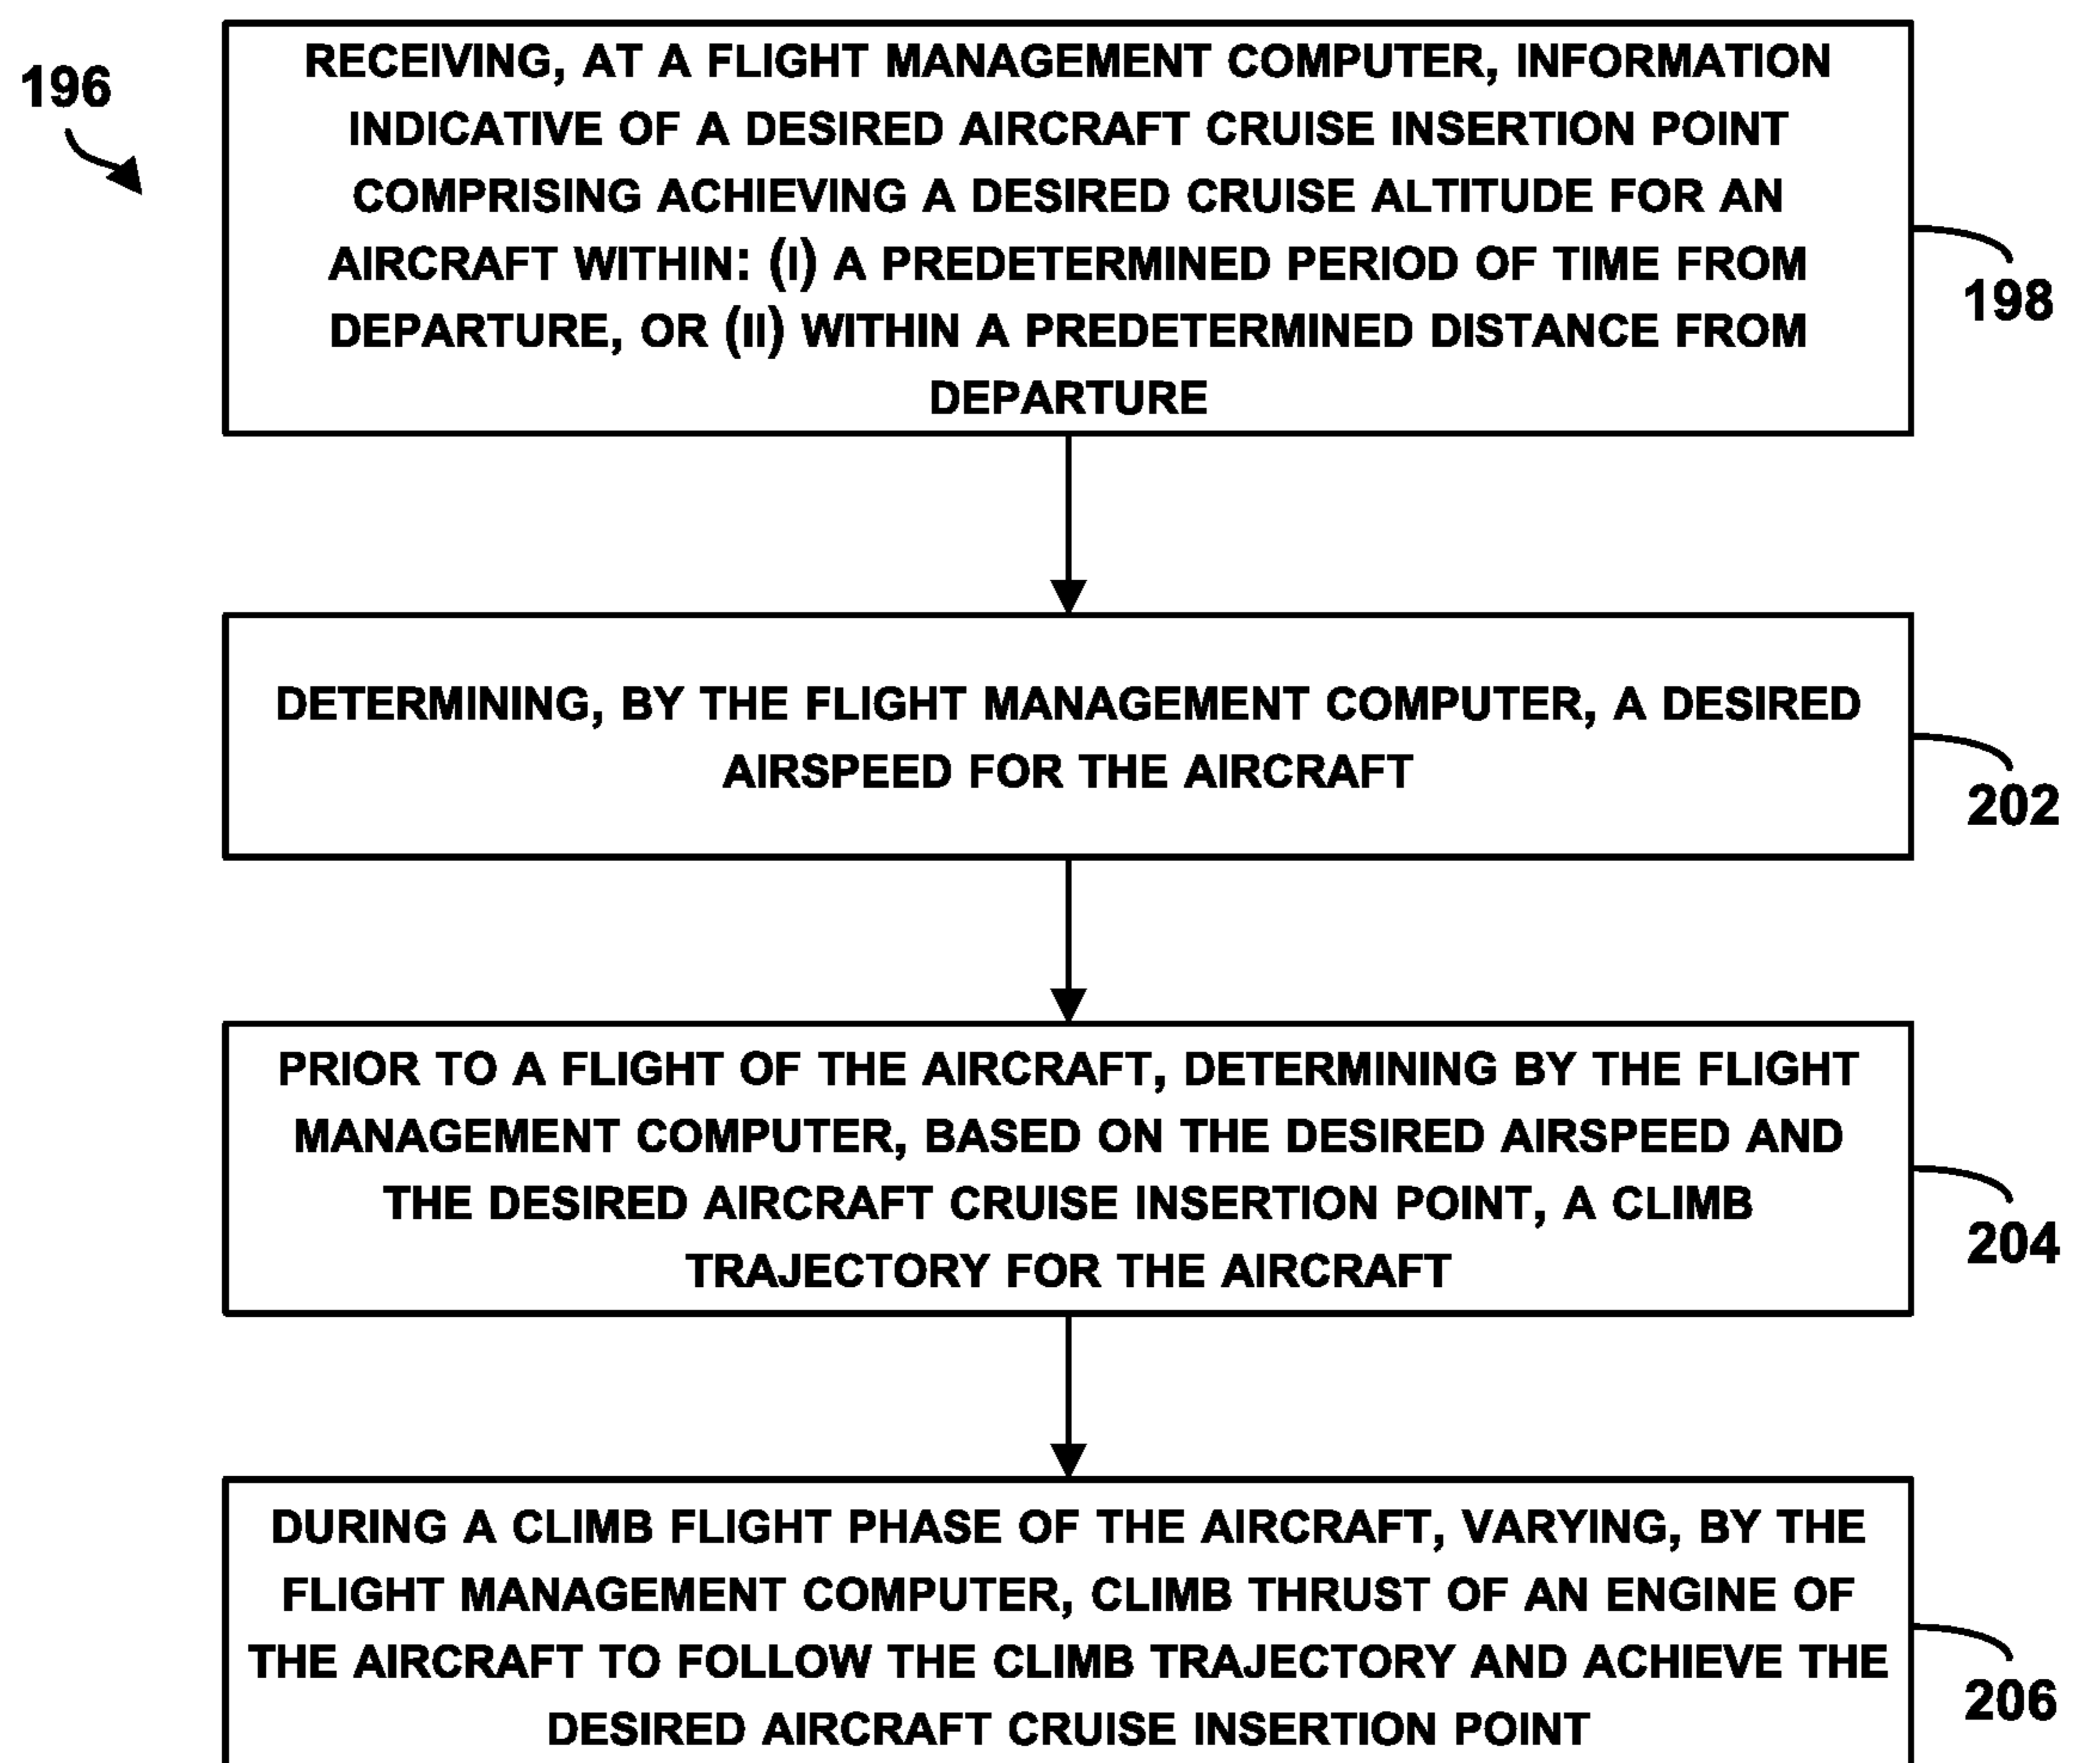 196
RECEIVING, AT A FLIGHT MANAGEMENT COMPUTER, INFORMATION
INDICATIVE OF A DESIRED AIRCRAFT CRUISE INSERTION POINT
COMPRISING ACHIEVING A DESIRED CRUISE ALTITUDE FOR AN
AIRCRAFT WITHIN: (I) A PREDETERMINED PERIOD OF TIME FROM
DEPARTURE, OR (II) WITHIN A PREDETERMINED DISTANCE FROM
DEPARTURE
198
DETERMINING, BY THE FLIGHT MANAGEMENT COMPUTER, A DESIRED
AIRSPEED FOR THE AIRCRAFT
202
PRIOR TO A FLIGHT OF THE AIRCRAFT, DETERMINING BY THE FLIGHT
MANAGEMENT COMPUTER, BASED ON THE DESIRED AIRSPEED AND
THE DESIRED AIRCRAFT CRUISE INSERTION POINT, A CLIMB
TRAJECTORY FOR THE AIRCRAFT
204
DURING A CLIMB FLIGHT PHASE OF THE AIRCRAFT, VARYING, BY THE
FLIGHT MANAGEMENT COMPUTER, CLIMB THRUST OF AN ENGINE OF
THE AIRCRAFT TO FOLLOW THE CLIMB TRAJECTORY AND ACHIEVE THE
DESIRED AIRCRAFT CRUISE INSERTION POINT
206